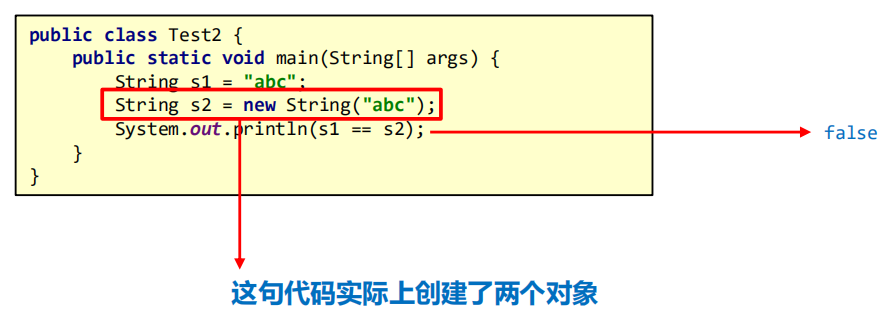 public class Test2 {
public static void main(String[] args) {
String s1 = "abc";
String s2 = new String("abc");
System.out.println(s1 == s2);
false
}
}
这句代码实际上创建了两个对象